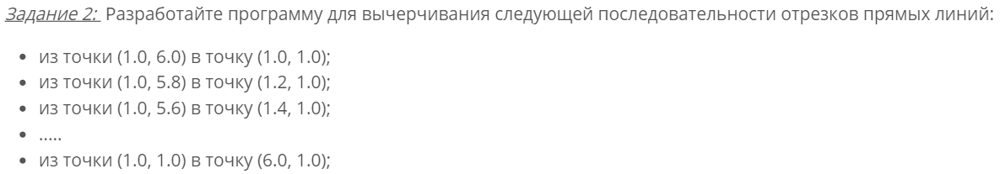 Задание 2: Разработайте программу для вычерчивания следующей последовательности отрезков прямых линий:
• из точки (1.0, 6.0) в точку (1.0, 1.0);
• из точки (1.0, 5.8) в точку (1.2, 1.0);
• из точки (1.0, 5.6) в точку (1.4, 1.0);
• .....
• из точки (1.0, 1.0) в точку (6.0, 1.0);